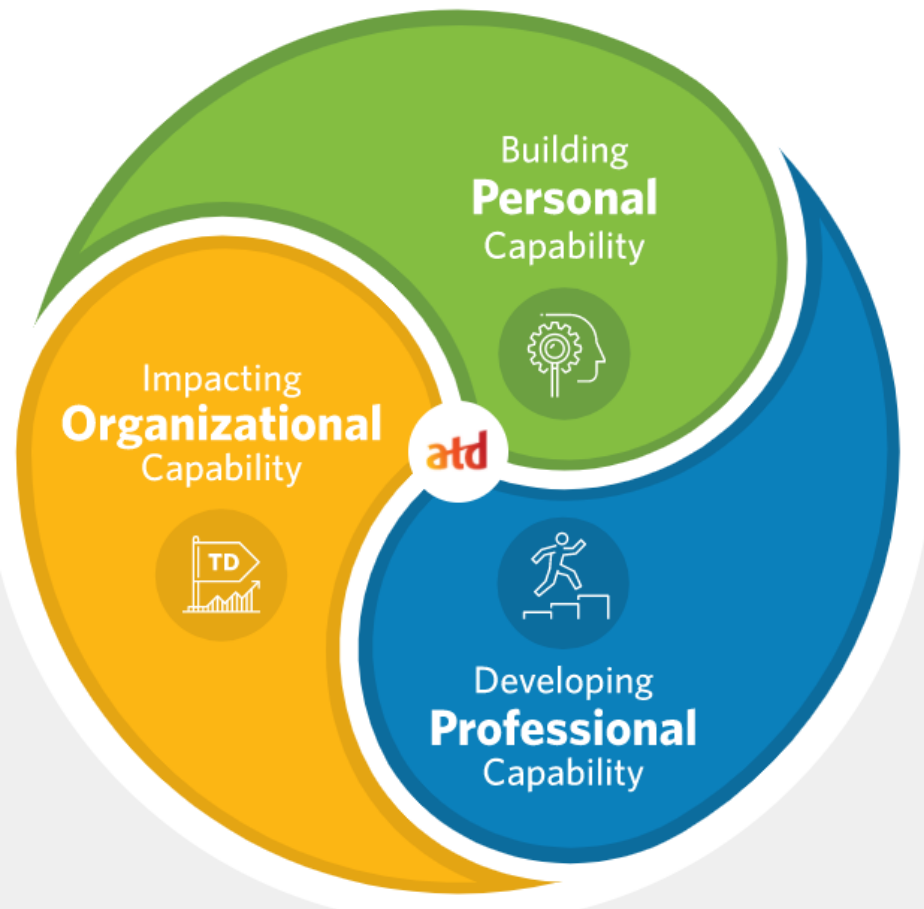 Building
Personal
Capability
Impacting
Organizational
Capability
atd
TD
Developing
Professional
Capability